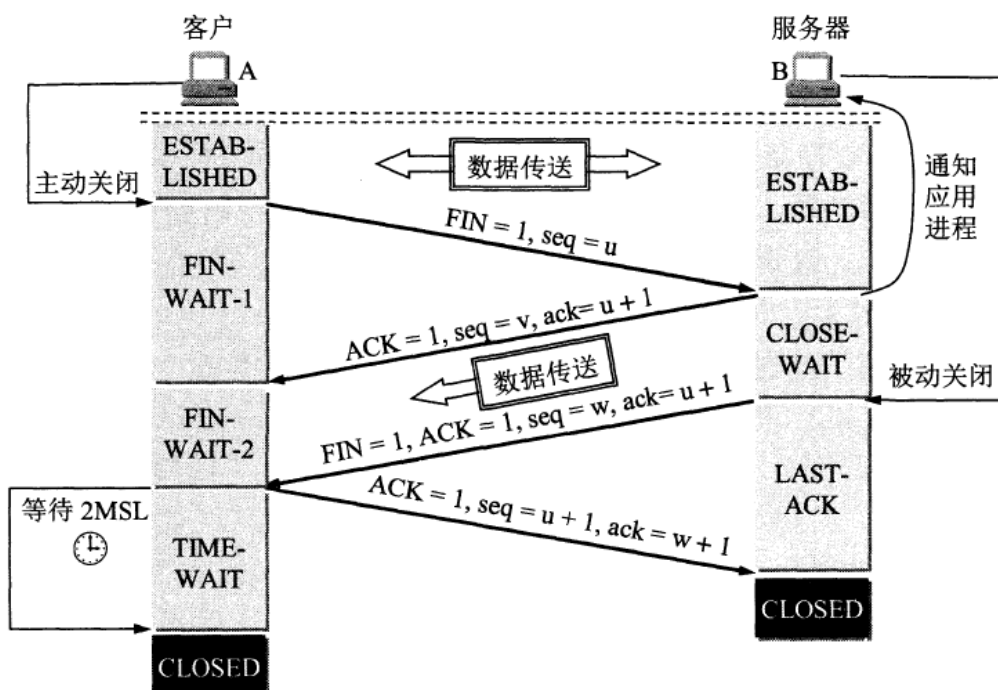 客户
服务器
A
B
ESTAB-
LISHED
数据传送
ESTAB-
LISHED
通知
应用
进程
主动关闭
FIN = 1, seq = u
FIN-
WAIT-1
ACK = 1, seq = v, ack= u + 1
CLOSE-
WAIT
数据传送
被动关闭
FIN-
WAIT-2
FIN = 1, ACK = 1, seq = w, ack= u + 1
LAST-
ACK
ACK = 1, seq = u + 1, ack = w + 1
等待 2MSL
TIME-
WAIT
CLOSED
CLOSED